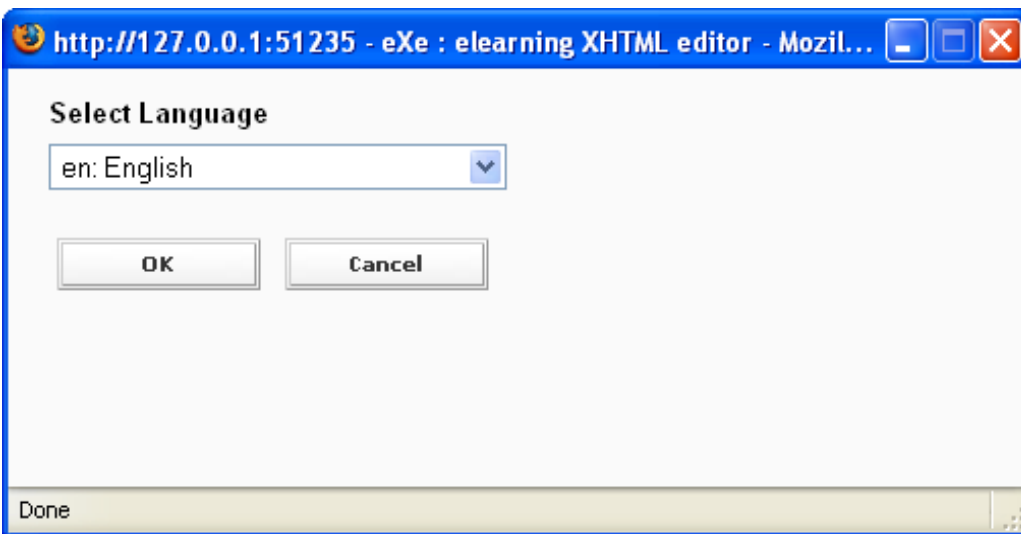 http://127.0.0.1:51235 - eXe : elearning XHTML editor - Mozil...
Select Language
en: English
OK Cancel
Done